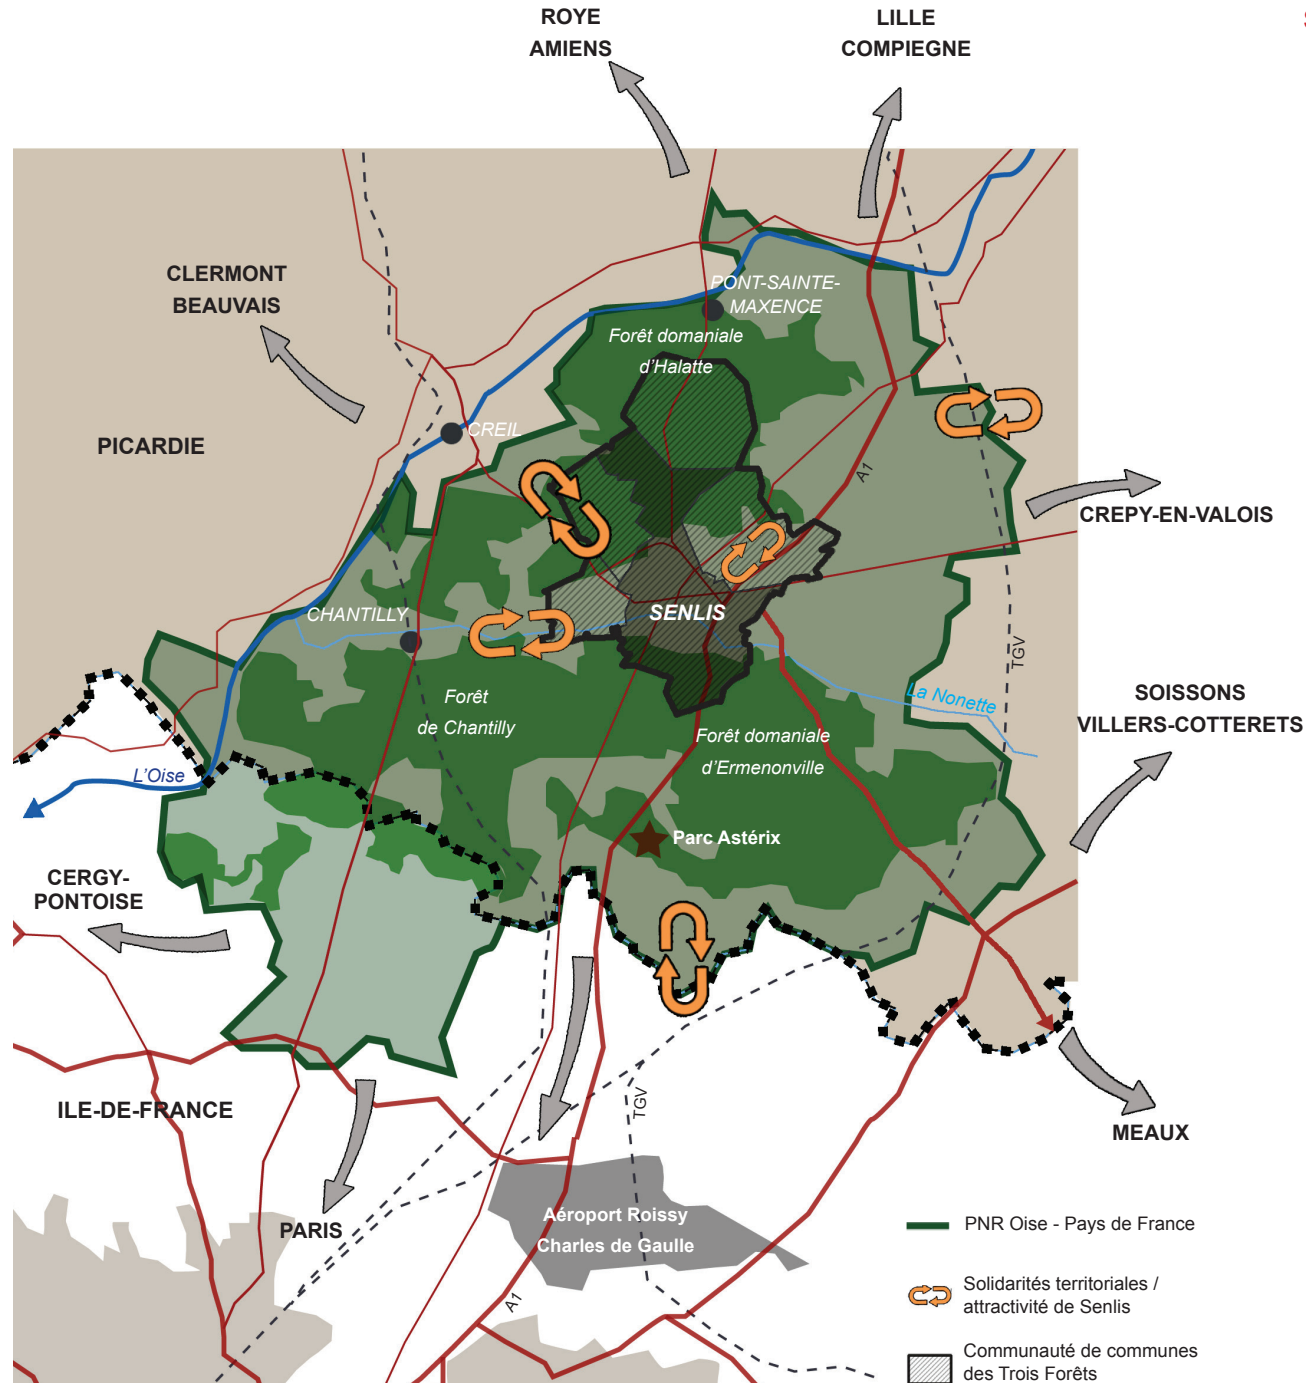 ROYE
AMIENS
LILLE
COMPIEGNE
CLERMONT
BEAUVAIS
PONT-SAINTE-
MAXENCE
Forêt domaniale
d'Halatte
PICARDIE
CREIL
A1
CREPY-EN-VALOIS
CHANTILLY
SENLIS
TGV
La Nonette
SOISSONS
VILLERS-COTTERETS
Forêt
de Chantilly
Forêt domaniale
d'Ermenonville
L'Oise
Parc Astérix
CERGY-
PONTOISE
ILE-DE-FRANCE
TGV
MEAUX
PARIS
Aéroport Roissy
Charles de Gaulle
A1
PNR Oise - Pays de France
Solidarités territoriales /
attractivité de Senlis
Communauté de communes
des Trois Forêts